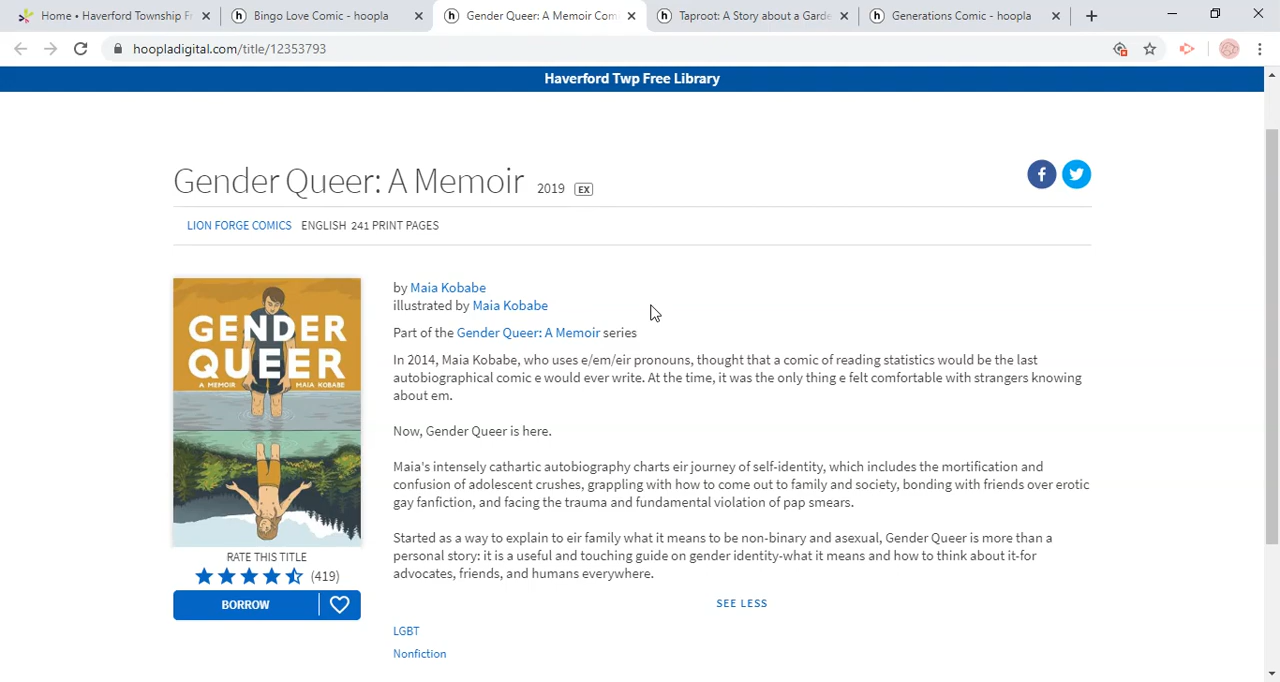 Home • Haverford Township F
Bingo Love Comic - hoopla
Gender Queer: A Memoir Com
Taproot: A Story about a Garde
Generations Comic - hoopla
hoopladigital.com/title/12353793
Haverford Twp Free Library
Gender Queer: A Memoir 2019 EX
LION FORGE COMICS ENGLISH 241 PRINT PAGES
GENDER
QUEER
A MEMOIR MAIA KOBABE
by Maia Kobabe
illustrated by Maia Kobabe
Part of the Gender Queer: A Memoir series
In 2014, Maia Kobabe, who uses e/em/eir pronouns, thought that a comic of reading statistics would be the last
autobiographical comic e would ever write. At the time, it was the only thing e felt comfortable with strangers knowing
about em.
Now, Gender Queer is here.
Maia's intensely cathartic autobiography charts eir journey of self-identity, which includes the mortification and
confusion of adolescent crushes, grappling with how to come out to family and society, bonding with friends over erotic
gay fanfiction, and facing the trauma and fundamental violation of pap smears.
Started as a way to explain to eir family what it means to be non-binary and asexual, Gender Queer is more than a
personal story: it is a useful and touching guide on gender identity-what it means and how to think about it-for
advocates, friends, and humans everywhere.
RATE THIS TITLE
(419)
BORROW
SEE LESS
LGBT
Nonfiction